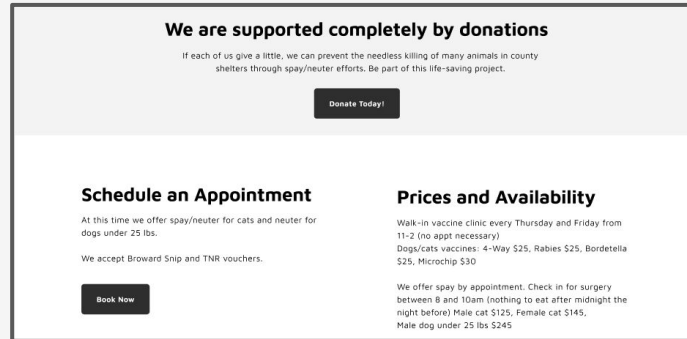 We are supported completely by donations
If each of us give a little, we can prevent the needless killing of many animals in county
shelters through spay/neuter efforts. Be part of this life-saving project.
Donate Today!
Schedule an Appointment
At this time we offer spay/neuter for cats and neuter for
dogs under 25 lbs.
We accept Broward Snip and TNR vouchers.
Book Now
Prices and Availability
Walk-in vaccine clinic every Thursday and Friday from
11-2 (no appt necessary)
Dogs/cats vaccines: 4-Way $25, Rabies $25, Bordetella
$25, Microchip $30
We offer spay by appointment. Check in for surgery
between 8 and 10am (nothing to eat after midnight the
night before) Male cat $125, Female cat $145,
Male dog under 25 lbs $245